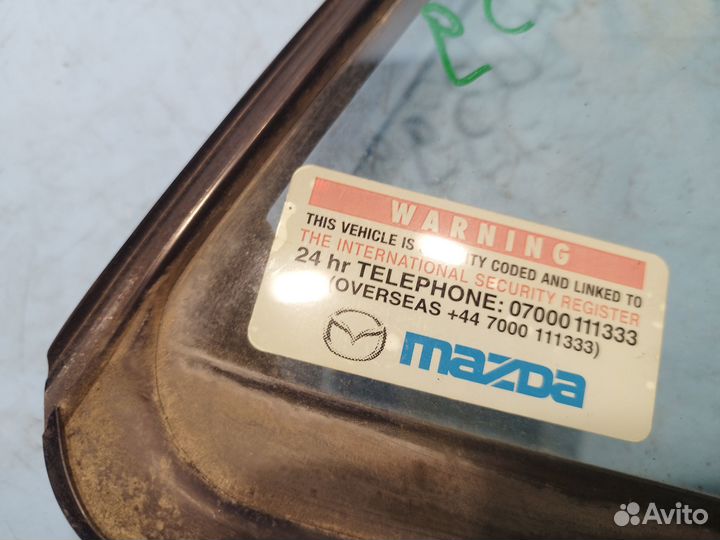 WARNING
THIS VEHICLE IS SECURITY CODED AND LINKED TO
THE INTERNATIONAL SECURITY REGISTER
24 hr TELEPHONE: 07000 111333
(OVERSEAS +44 7000 111333)
mazda
Avito